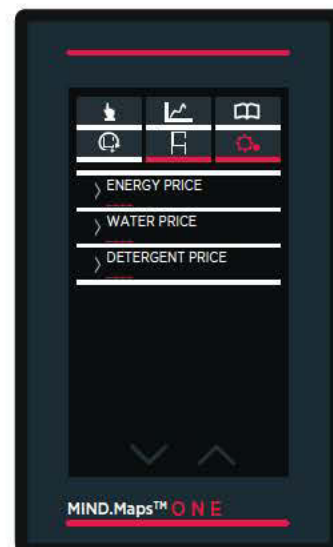 ENERGY PRICE
----
WATER PRICE
----
DETERGENT PRICE
----
MIND.Maps™ ONE